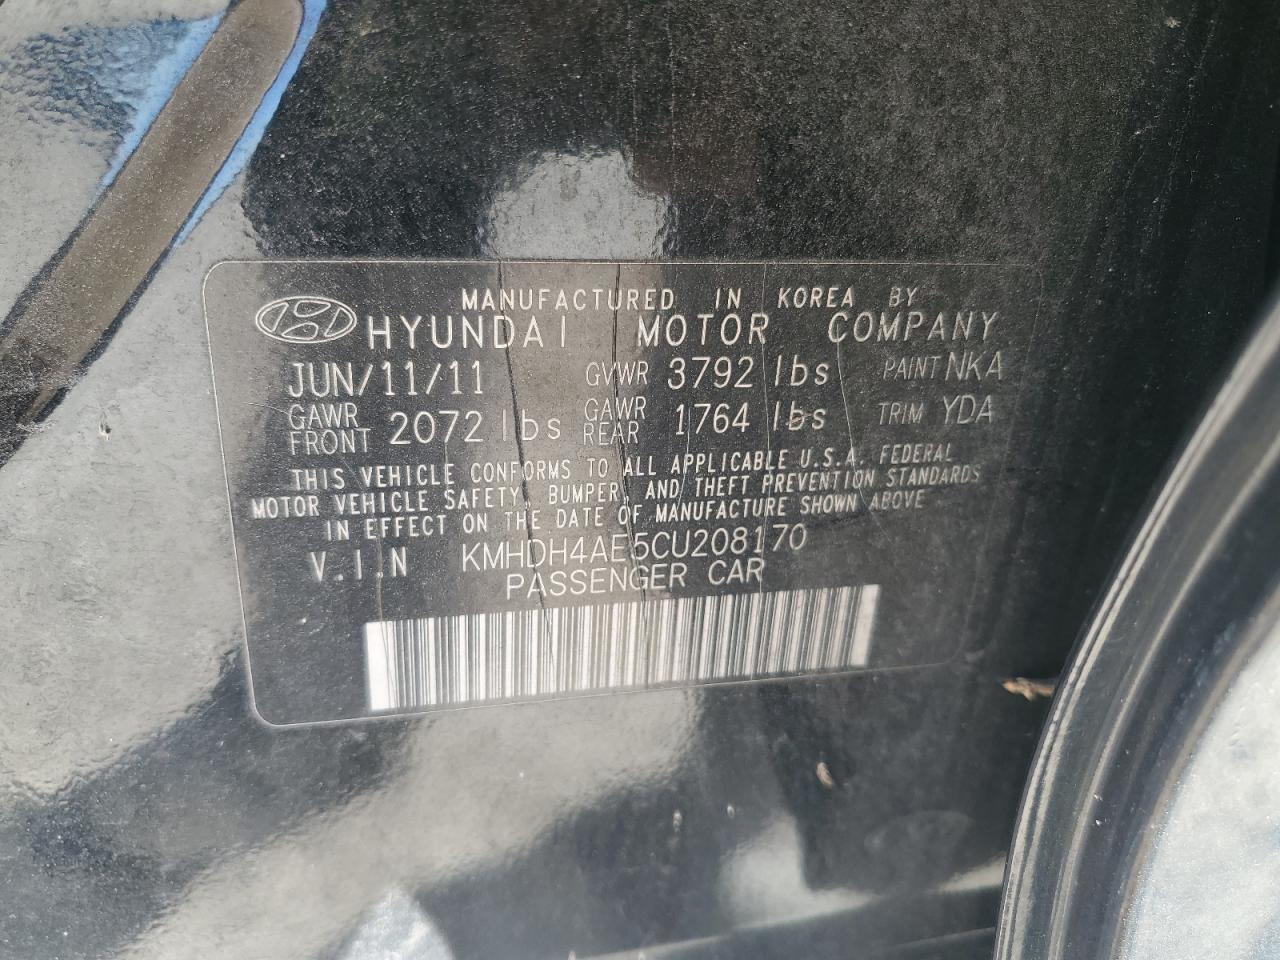 MANUFACTURED IN KOREA BY
HYUNDAI MOTOR COMPANY
JUN/11/11 GVWR 3792 lbs PAINT NKA
GAWR FRONT 2072 lbs GAWR REAR 1764 lbs TRIM YDA
THIS VEHICLE CONFORMS TO ALL APPLICABLE U.S.A. FEDERAL
MOTOR VEHICLE SAFETY, BUMPER, AND THEFT PREVENTION STANDARDS
IN EFFECT ON THE DATE OF MANUFACTURE SHOWN ABOVE
V.I.N KMHDH4AE5CU208170
PASSENGER CAR